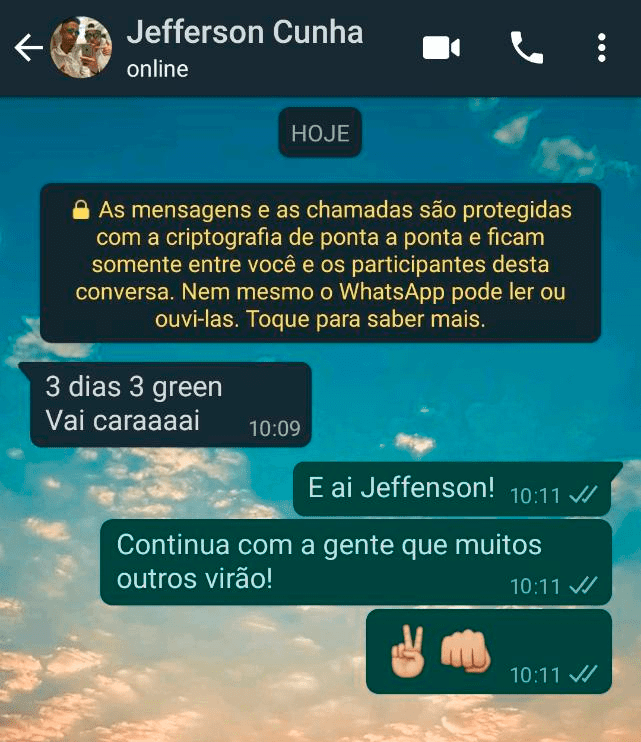 Jefferson Cunha
online
HOJE
🔒 As mensagens e as chamadas são protegidas
com a criptografia de ponta a ponta e ficam
somente entre você e os participantes desta
conversa. Nem mesmo o WhatsApp pode ler ou
ouvi-las. Toque para saber mais.
3 dias 3 green
Vai caraaaai 10:09
E ai Jeffenson! 10:11
Continua com a gente que muitos
outros virão! 10:11
✌🏼👊🏼 10:11